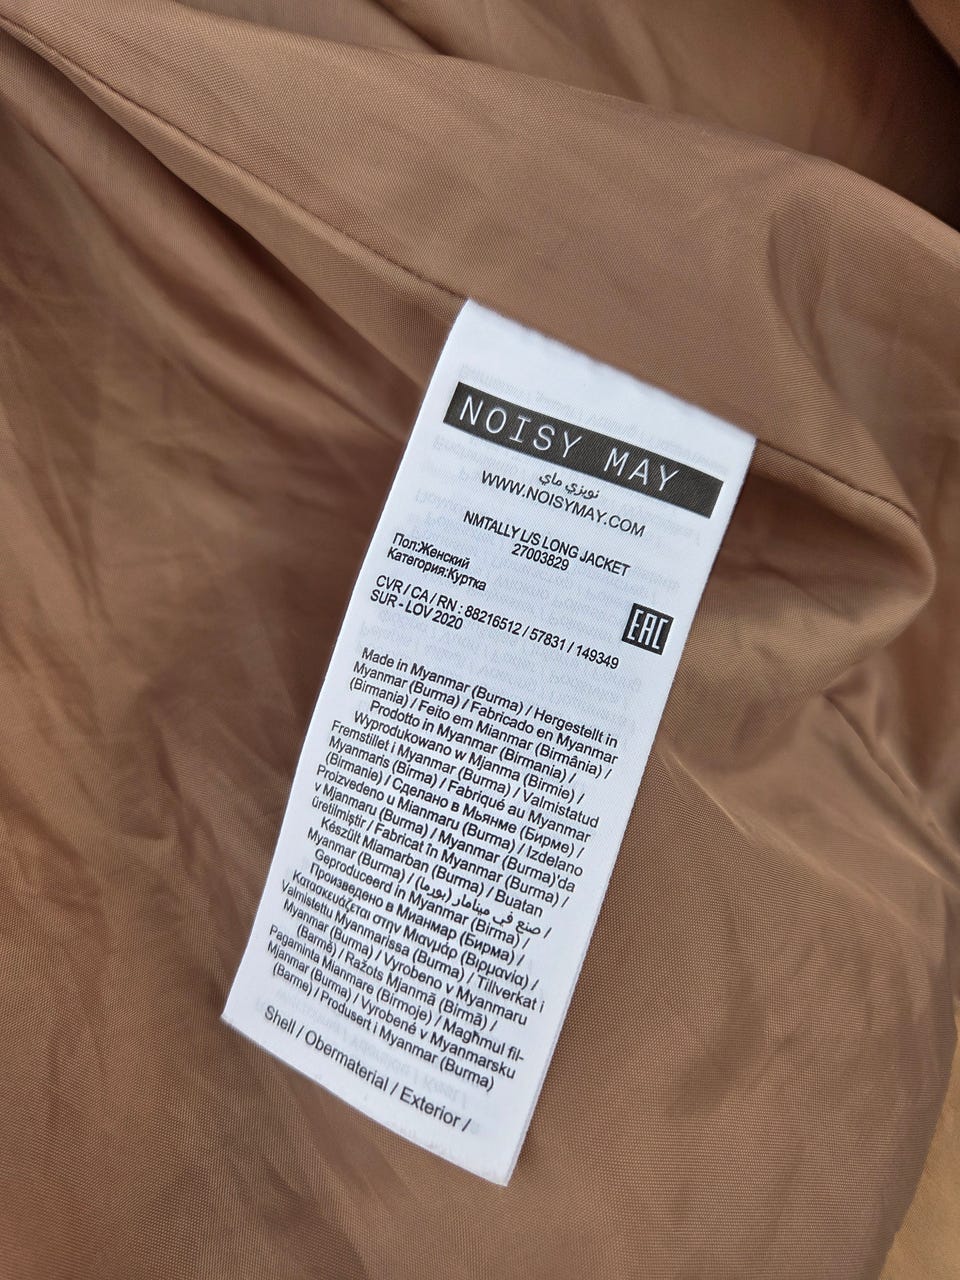 NOISY MAY
نويزي ماي
WWW.NOISYMAY.COM
NMTALLY L/S LONG JACKET
27003829
Пол:Женский
Категория:Куртка
EAC
CVR / CA / RN : 88216512 / 57831 / 149349
SUR - LOV 2020
Made in Myanmar (Burma) / Hergestellt in
Myanmar (Burma) / Fabricado en Myanmar
(Birmania) / Feito em Mianmar (Birmânia) /
Prodotto in Myanmar (Birmania) /
Wyprodukowano w Mjanma (Birmie) /
Fremstillet i Myanmar (Burma) / Valmistatud
Myanmaris (Birma) / Fabriqué au Myanmar
(Birmanie) / Сделано в Мьянме (Бирме) /
Proizvedeno u Mianmaru (Burma) / Izdelano
v Mjanmaru (Burma) / Myanmar (Burma)'da
üretilmiştir / Fabricat în Myanmar (Burma) /
Készült Miamarban (Burma) / Buatan
Myanmar (Burma) / صنع في ميانمار (بورما) /
Geproduceerd in Myanmar (Birma) /
Произведено в Мианмар (Бирма) /
Κατασκευάζεται στην Μιανμάρ (Βιρμανία) /
Valmistettu Myanmarissa (Burma) / Tillverkat i
Myanmar (Burma) / Vyrobeno v Myanmaru
(Barmě) / Ražots Mjanmā (Birmā) /
Pagaminta Mianmare (Birmoje) / Magħmul fil-
Mjanmar (Burma) / Vyrobené v Myanmarsku
(Barme) / Produsert i Myanmar (Burma)
Shell / Obermaterial / Exterior /